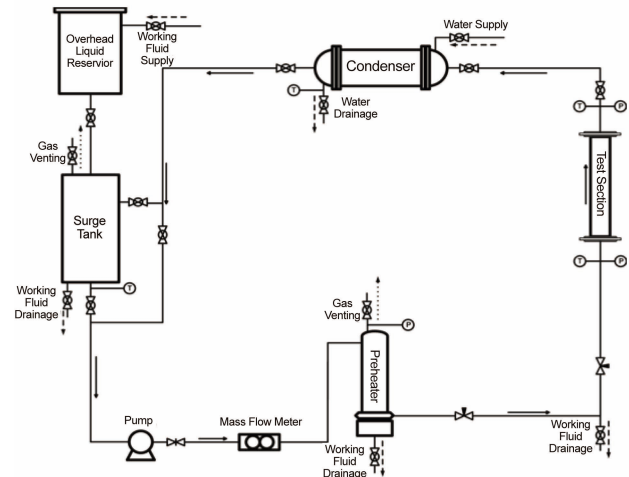 Overhead
Liquid
Reservior
Working
Fluid
Supply
Water Supply
Condenser
T
Water
Drainage
T
P
Gas
Venting
Test Section
Surge
Tank
T
P
Working
Fluid
Drainage
T
Gas
Venting
P
Preheater
Pump
Mass Flow Meter
Working
Fluid
Drainage
Working
Fluid
Drainage